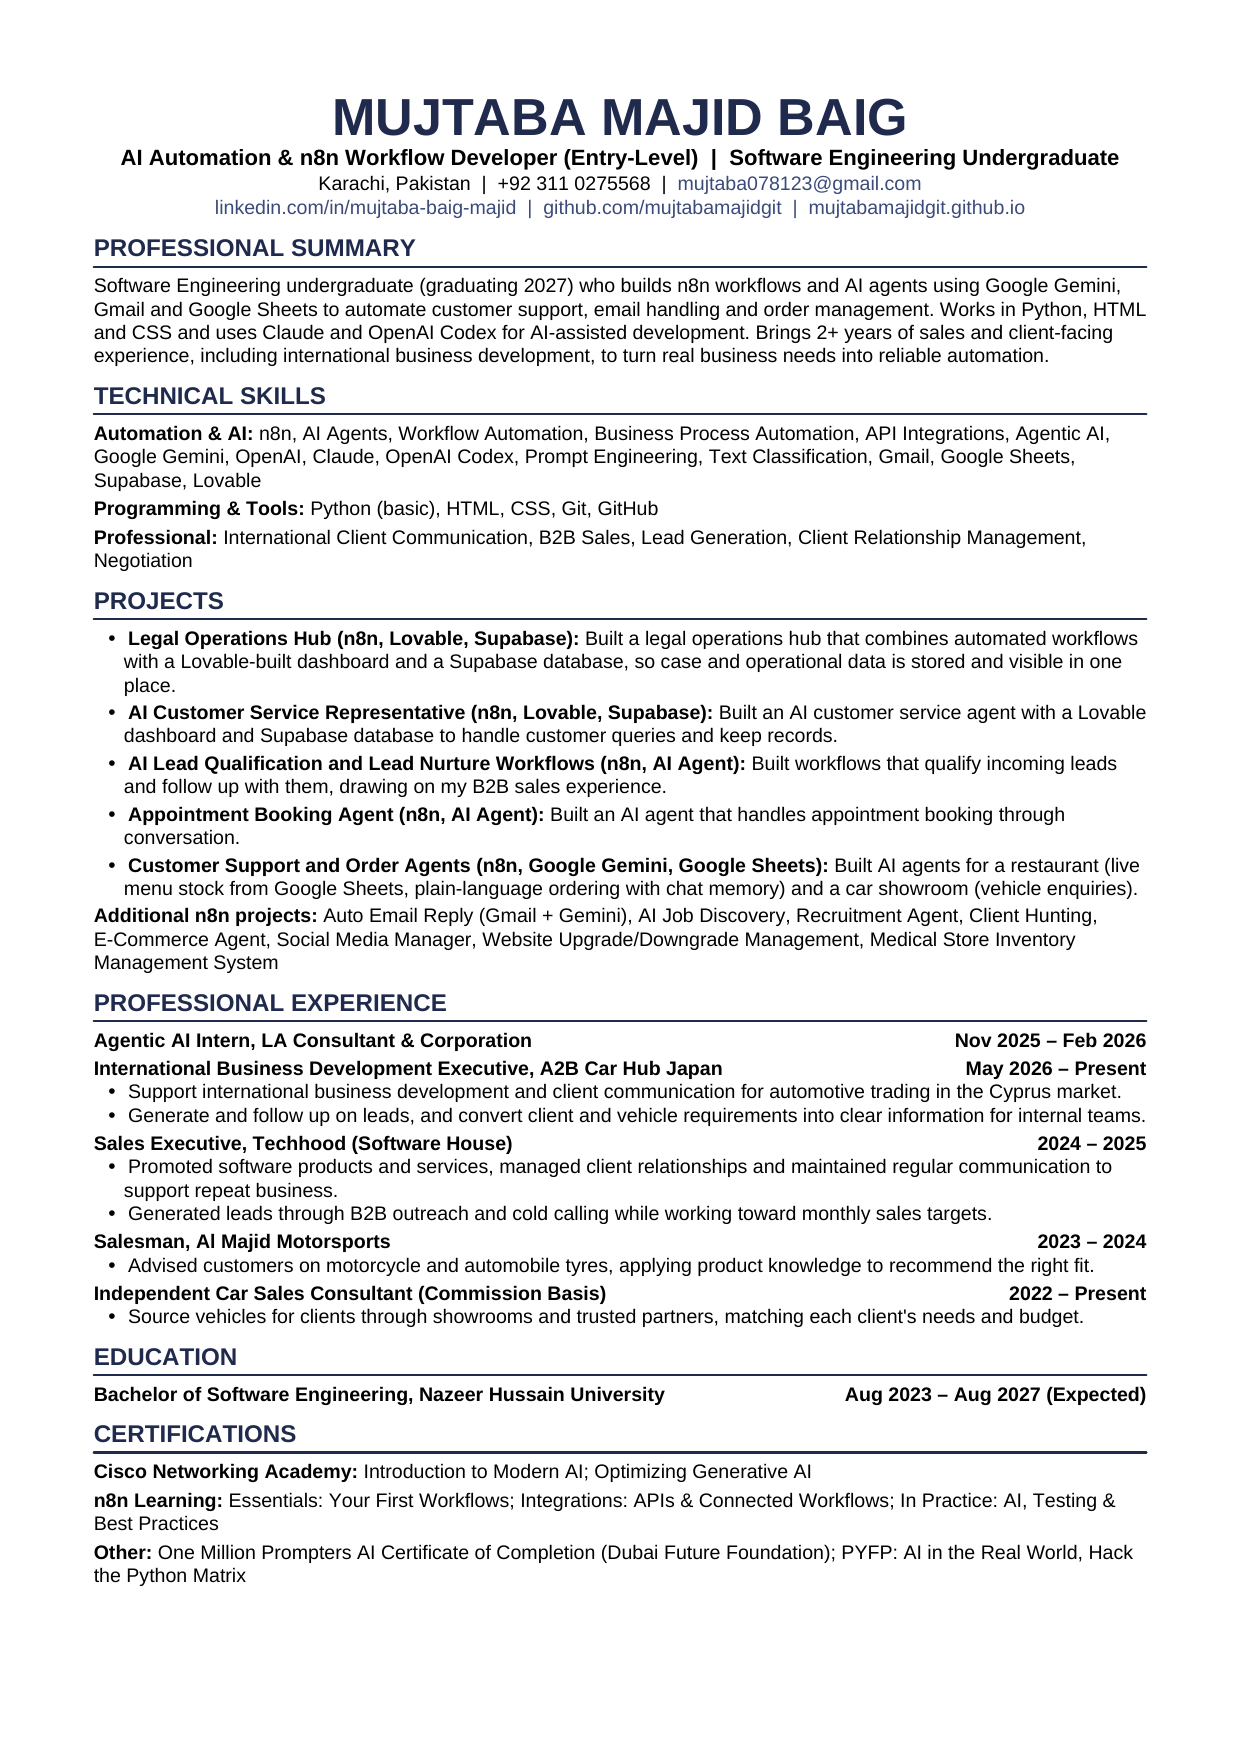 MUJTABA MAJID BAIG
AI Automation & n8n Workflow Developer (Entry-Level) | Software Engineering Undergraduate
Karachi, Pakistan | +92 311 0275568 | mujtaba078123@gmail.com
linkedin.com/in/mujtaba-baig-majid | github.com/mujtabamajidgit | mujtabamajidgit.github.io
PROFESSIONAL SUMMARY
Software Engineering undergraduate (graduating 2027) who builds n8n workflows and AI agents using Google Gemini,
Gmail and Google Sheets to automate customer support, email handling and order management. Works in Python, HTML
and CSS and uses Claude and OpenAI Codex for AI-assisted development. Brings 2+ years of sales and client-facing
experience, including international business development, to turn real business needs into reliable automation.
TECHNICAL SKILLS
Automation & AI: n8n, AI Agents, Workflow Automation, Business Process Automation, API Integrations, Agentic AI,
Google Gemini, OpenAI, Claude, OpenAI Codex, Prompt Engineering, Text Classification, Gmail, Google Sheets,
Supabase, Lovable
Programming & Tools: Python (basic), HTML, CSS, Git, GitHub
Professional: International Client Communication, B2B Sales, Lead Generation, Client Relationship Management,
Negotiation
PROJECTS
• Legal Operations Hub (n8n, Lovable, Supabase): Built a legal operations hub that combines automated workflows
with a Lovable-built dashboard and a Supabase database, so case and operational data is stored and visible in one
place.
• AI Customer Service Representative (n8n, Lovable, Supabase): Built an AI customer service agent with a Lovable
dashboard and Supabase database to handle customer queries and keep records.
• AI Lead Qualification and Lead Nurture Workflows (n8n, AI Agent): Built workflows that qualify incoming leads
and follow up with them, drawing on my B2B sales experience.
• Appointment Booking Agent (n8n, AI Agent): Built an AI agent that handles appointment booking through
conversation.
• Customer Support and Order Agents (n8n, Google Gemini, Google Sheets): Built AI agents for a restaurant (live
menu stock from Google Sheets, plain-language ordering with chat memory) and a car showroom (vehicle enquiries).
Additional n8n projects: Auto Email Reply (Gmail + Gemini), AI Job Discovery, Recruitment Agent, Client Hunting,
E-Commerce Agent, Social Media Manager, Website Upgrade/Downgrade Management, Medical Store Inventory
Management System
PROFESSIONAL EXPERIENCE
Agentic AI Intern, LA Consultant & Corporation Nov 2025 – Feb 2026
International Business Development Executive, A2B Car Hub Japan May 2026 – Present
• Support international business development and client communication for automotive trading in the Cyprus market.
• Generate and follow up on leads, and convert client and vehicle requirements into clear information for internal teams.
Sales Executive, Techhood (Software House) 2024 – 2025
• Promoted software products and services, managed client relationships and maintained regular communication to
support repeat business.
• Generated leads through B2B outreach and cold calling while working toward monthly sales targets.
Salesman, Al Majid Motorsports 2023 – 2024
• Advised customers on motorcycle and automobile tyres, applying product knowledge to recommend the right fit.
Independent Car Sales Consultant (Commission Basis) 2022 – Present
• Source vehicles for clients through showrooms and trusted partners, matching each client's needs and budget.
EDUCATION
Bachelor of Software Engineering, Nazeer Hussain University Aug 2023 – Aug 2027 (Expected)
CERTIFICATIONS
Cisco Networking Academy: Introduction to Modern AI; Optimizing Generative AI
n8n Learning: Essentials: Your First Workflows; Integrations: APIs & Connected Workflows; In Practice: AI, Testing &
Best Practices
Other: One Million Prompters AI Certificate of Completion (Dubai Future Foundation); PYFP: AI in the Real World, Hack
the Python Matrix